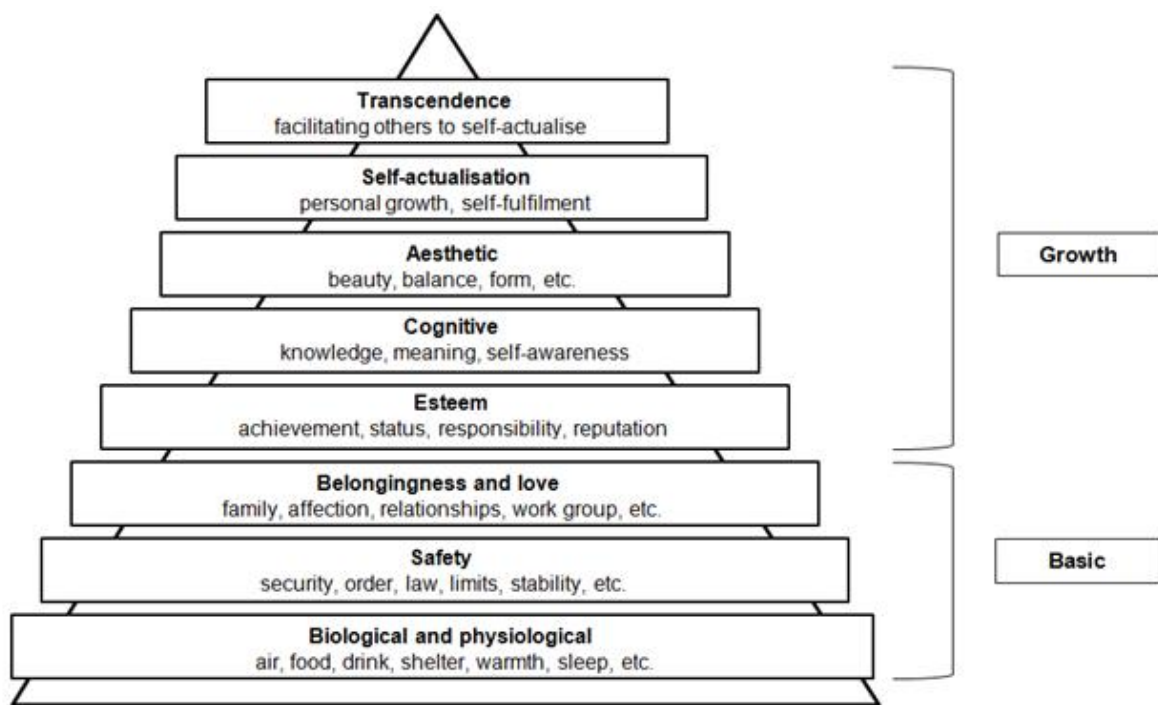 Transcendence
facilitating others to self-actualise
Self-actualisation
personal growth, self-fulfilment
Aesthetic
beauty, balance, form, etc.
Growth
Cognitive
knowledge, meaning, self-awareness
Esteem
achievement, status, responsibility, reputation
Belongingness and love
family, affection, relationships, work group, etc.
Safety
security, order, law, limits, stability, etc.
Basic
Biological and physiological
air, food, drink, shelter, warmth, sleep, etc.